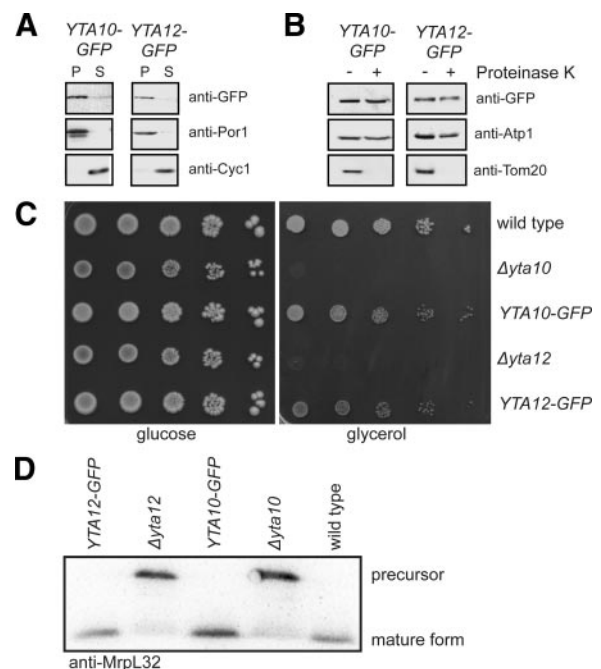 A
YTA10-GFP YTA12-GFP
P S P S
anti-GFP
anti-Por1
anti-Cyc1
B
YTA10-GFP YTA12-GFP
- + - + Proteinase K
anti-GFP
anti-Atp1
anti-Tom20
C
wild type
Δyta10
YTA10-GFP
Δyta12
YTA12-GFP
glucose glycerol
D
YTA12-GFP Δyta12 YTA10-GFP Δyta10 wild type
precursor
mature form
anti-MrpL32